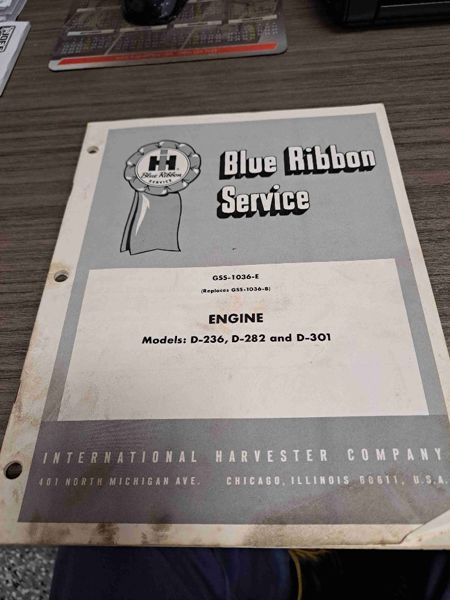 IH
Blue Ribbon
SERVICE
Blue Ribbon
Service
GSS-1036-E
(Replaces GSS-1036-B)
ENGINE
Models: D-236, D-282 and D-301
INTERNATIONAL HARVESTER COMPANY
401 NORTH MICHIGAN AVE. CHICAGO, ILLINOIS 60611, U.S.A.